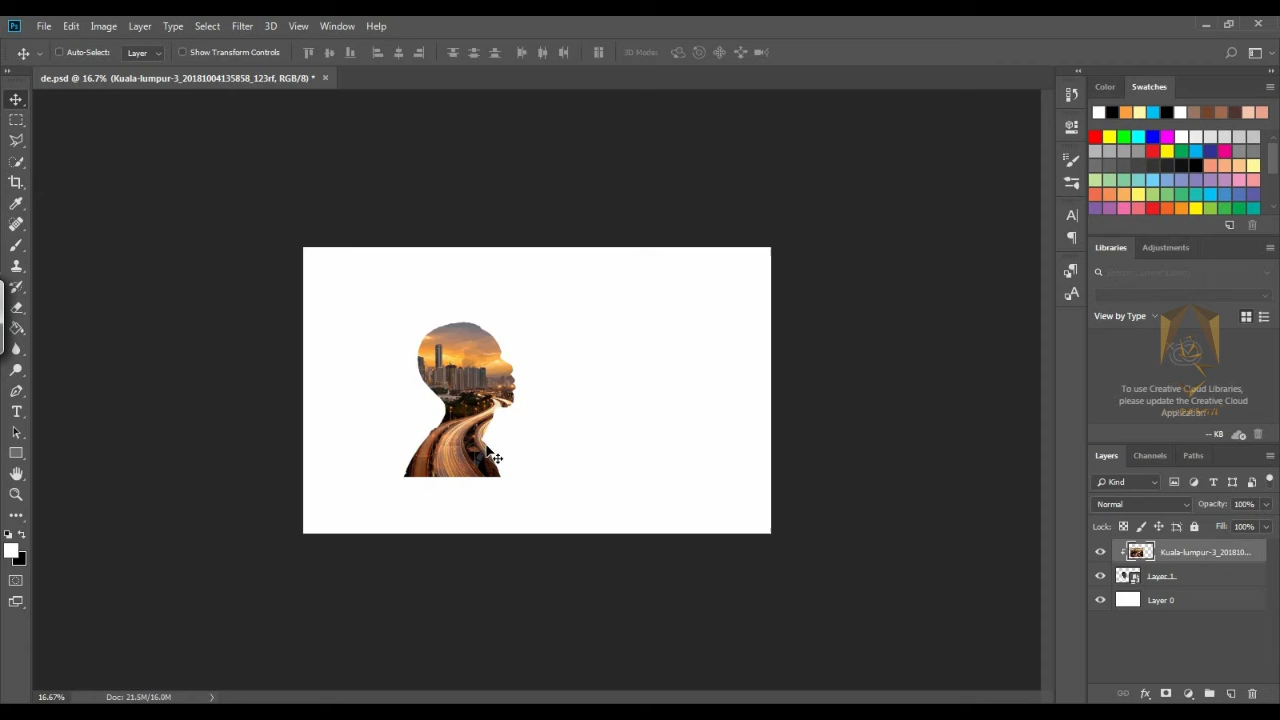 Ps File Edit Image Layer Type Select Filter 3D View Window Help
Auto-Select: Layer Show Transform Controls 3D Mode:
de.psd @ 16.7% (Kuala-lumpur-3_20181004135858_123rf, RGB/8) *
Color Swatches
Libraries Adjustments
View by Type
To use Creative Cloud Libraries,
please update the Creative Cloud
Application
-- KB
Layers Channels Paths
Kind
Normal Opacity: 100%
Lock: Fill: 100%
Kuala-lumpur-3_201810...
Layer 1
Layer 0
16.67% Doc: 21.5M/16.0M